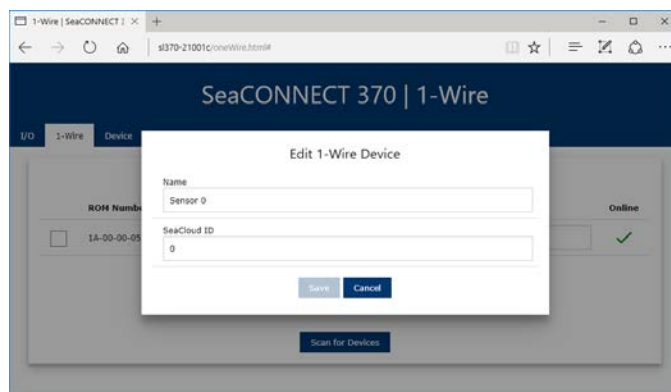 1-Wire | SeaCONNECT
sl370-21001c/oneWire.html#
SeaCONNECT 370 | 1-Wire
I/O 1-Wire Device
Edit 1-Wire Device
Name
Sensor 0
SeaCloud ID
0
Save Cancel
ROM Online
1A-00-00-05
Scan for Devices